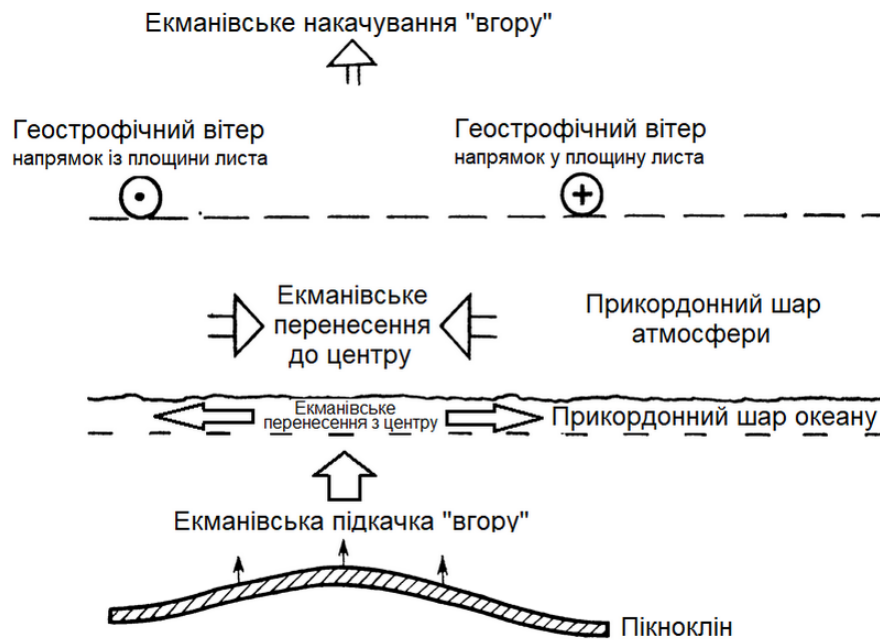 Екманівське накачування "вгору"
Геострофічний вітер
напрямок із площини листа
Геострофічний вітер
напрямок у площину листа
Екманівське
перенесення
до центру
Прикордонний шар
атмосфери
Екманівське
перенесення з центру
Прикордонний шар океану
Екманівська підкачка "вгору"
Пікноклін